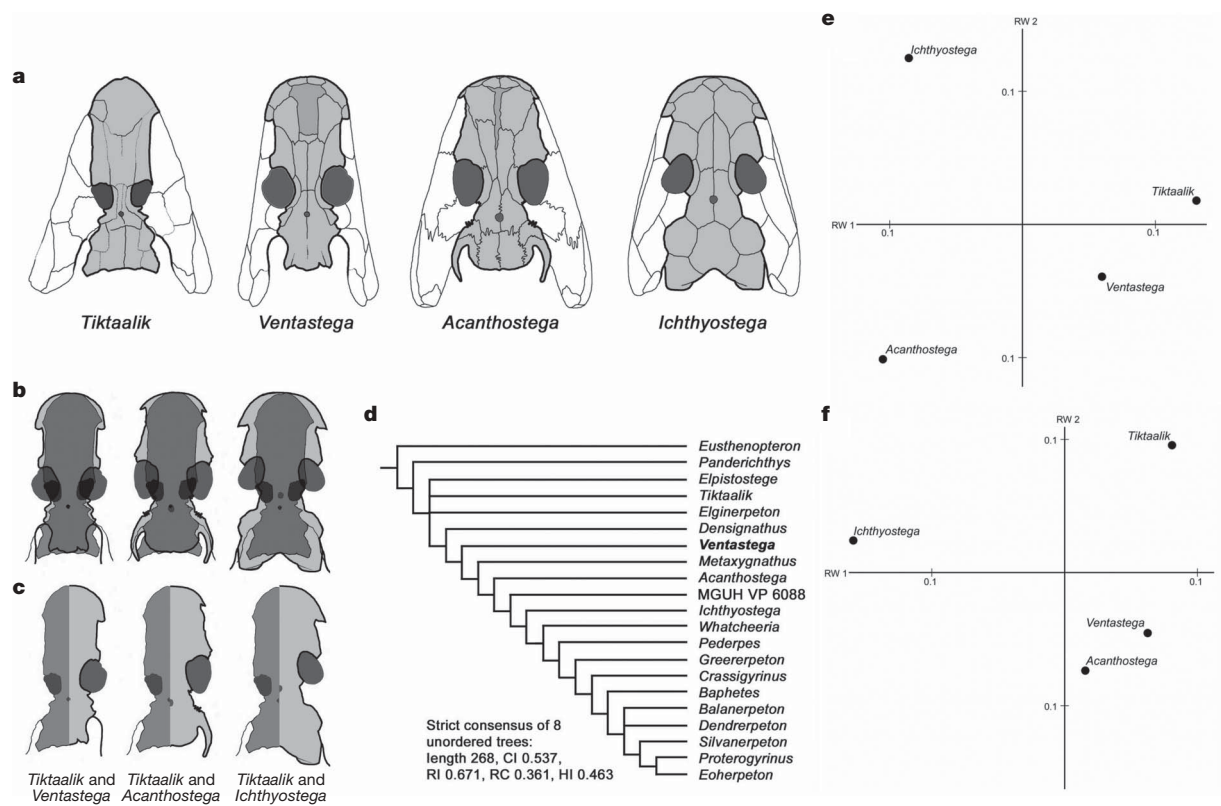 a
Tiktaalik
Ventastega
Acanthostega
Ichthyostega
b
c
Tiktaalik and
Ventastega
Tiktaalik and
Acanthostega
Tiktaalik and
Ichthyostega
d
Eusthenopteron
Panderichthys
Elpistostege
Tiktaalik
Elginerpeton
Densignathus
Ventastega
Metaxygnathus
Acanthostega
MGUH VP 6088
Ichthyostega
Whatcheeria
Pederpes
Greererpeton
Crassigyrinus
Baphetes
Balanerpeton
Dendrerpeton
Silvanerpeton
Proterogyrinus
Eoherpeton
Strict consensus of 8
unordered trees:
length 268, CI 0.537,
RI 0.671, RC 0.361, HI 0.463
e
RW 2
Ichthyostega
0.1
Tiktaalik
RW 1
0.1
0.1
Ventastega
Acanthostega
0.1
f
RW 2
Tiktaalik
0.1
Ichthyostega
RW 1
0.1
0.1
Ventastega
Acanthostega
0.1